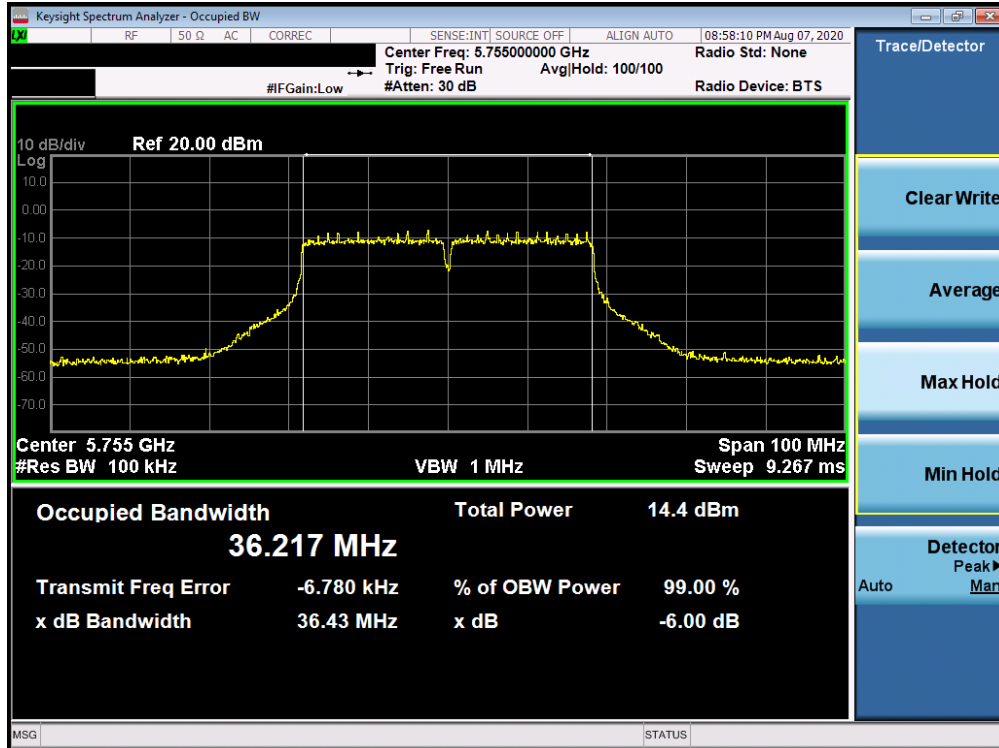 Keysight Spectrum Analyzer - Occupied BW
LXI RF 50 Ω AC CORREC SENSE:INT SOURCE OFF ALIGN AUTO 08:58:10 PM Aug 07, 2020
Center Freq: 5.755000000 GHz Radio Std: None
Trig: Free Run Avg|Hold: 100/100
#IFGain:Low #Atten: 30 dB Radio Device: BTS
Trace/Detector
10 dB/div Ref 20.00 dBm
Log
10.0
0.00
-10.0
-20.0
-30.0
-40.0
-50.0
-60.0
-70.0
Center 5.755 GHz Span 100 MHz
#Res BW 100 kHz VBW 1 MHz Sweep 9.267 ms
Occupied Bandwidth Total Power 14.4 dBm
36.217 MHz
Transmit Freq Error -6.780 kHz % of OBW Power 99.00 %
x dB Bandwidth 36.43 MHz x dB -6.00 dB
Clear Write
Average
Max Hold
Min Hold
Detector
Peak▶
Auto Man
MSG STATUS